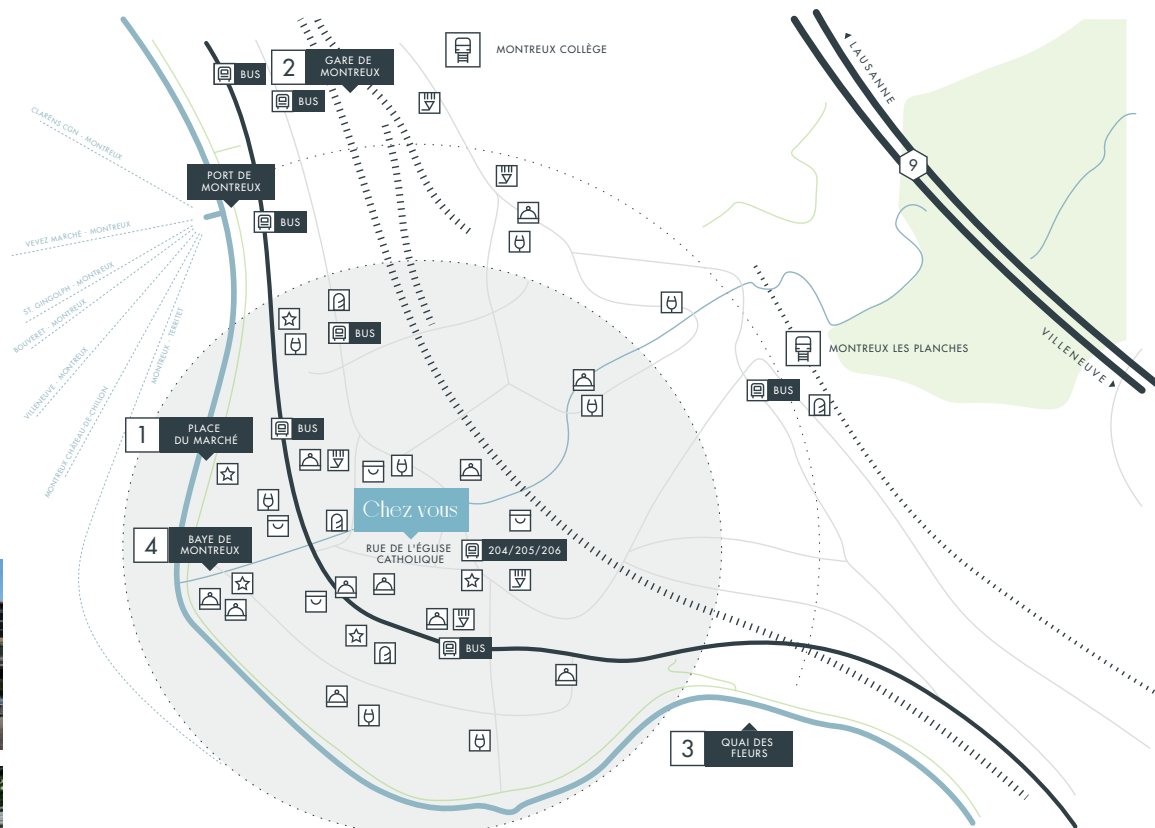 MONTREUX COLLÈGE
LAUSANNE
BUS
2
GARE DE
MONTREUX
BUS
CLARENS CGN - MONTREUX
9
PORT DE
MONTREUX
BUS
VEVEZ MARCHÉ - MONTREUX
ST. GINGOLPH - MONTREUX
BOUVERET - MONTREUX
VILLENEUVE - MONTREUX
MONTREUX CHÂTEAU-DE-CHILLON
MONTREUX - TERRITET
BUS
VILLENEUVE
MONTREUX LES PLANCHES
BUS
1
PLACE
DU MARCHÉ
BUS
Chez vous
4
BAYE DE
MONTREUX
RUE DE L'ÉGLISE
CATHOLIQUE
204/205/206
BUS
3
QUAI DES
FLEURS